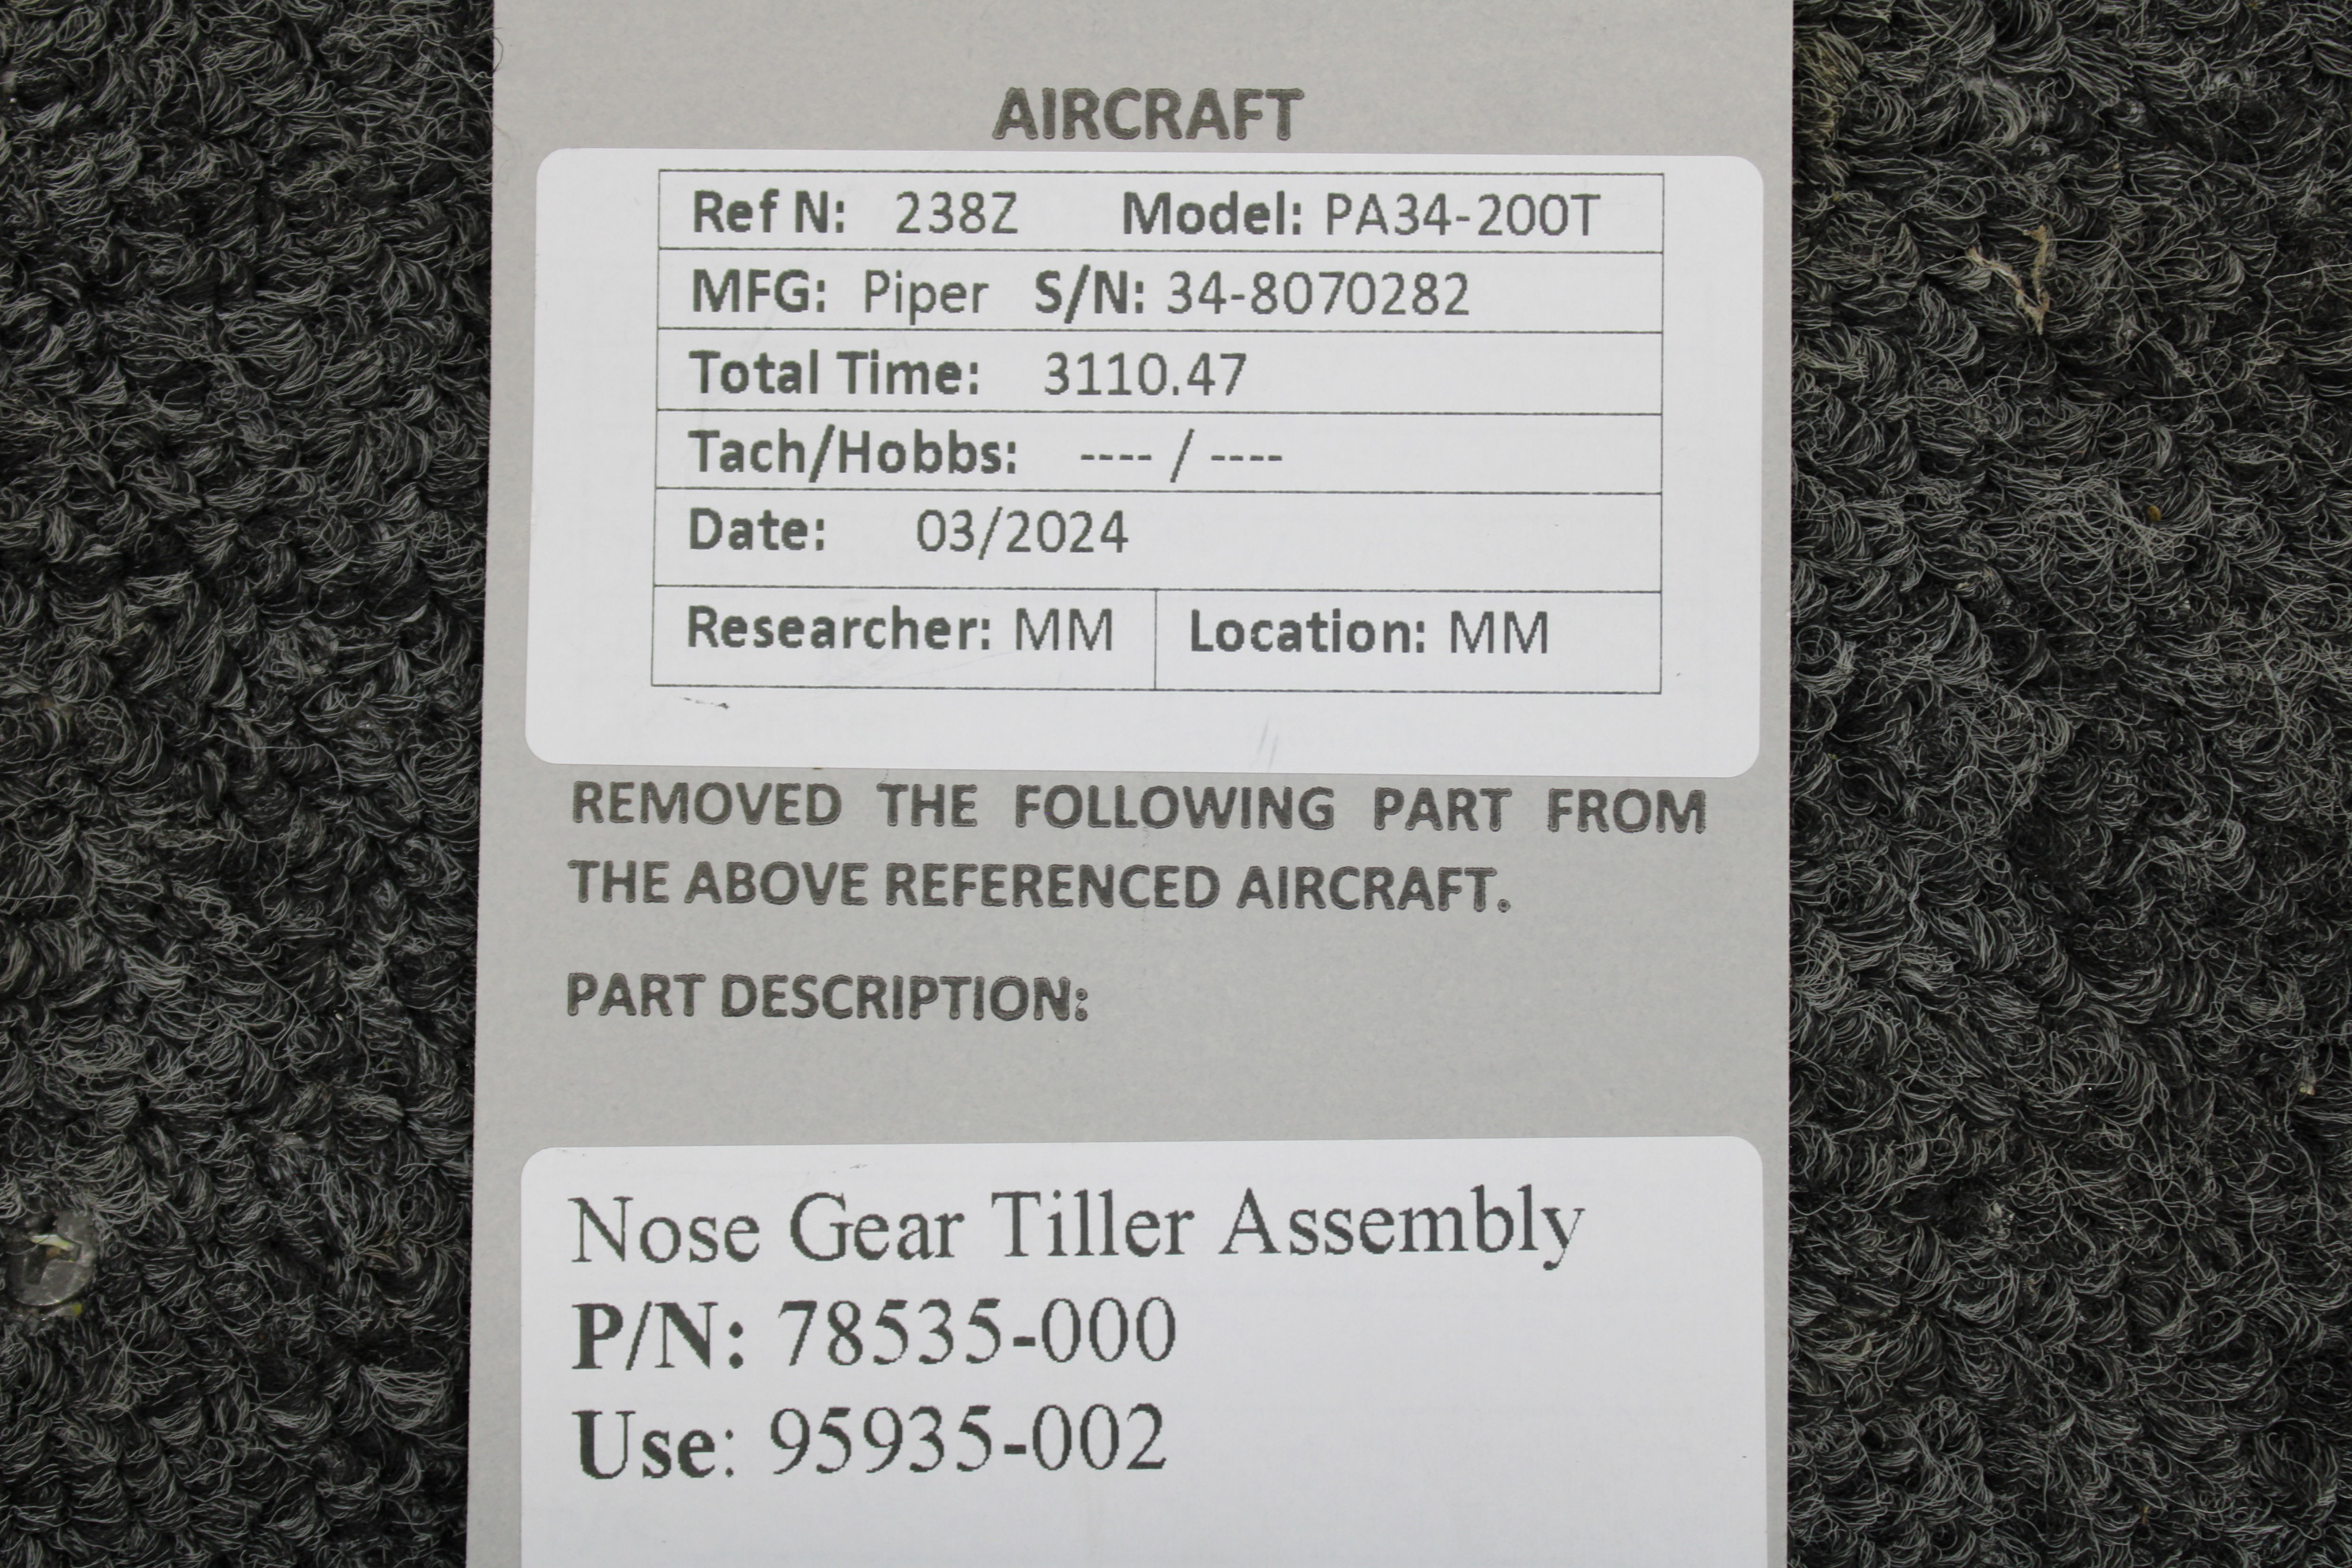 AIRCRAFT
Ref N: 238Z Model: PA34-200T
MFG: Piper S/N: 34-8070282
Total Time: 3110.47
Tach/Hobbs: ---- / ----
Date: 03/2024
Researcher: MM Location: MM
REMOVED THE FOLLOWING PART FROM
THE ABOVE REFERENCED AIRCRAFT.
PART DESCRIPTION:
Nose Gear Tiller Assembly
P/N: 78535-000
Use: 95935-002